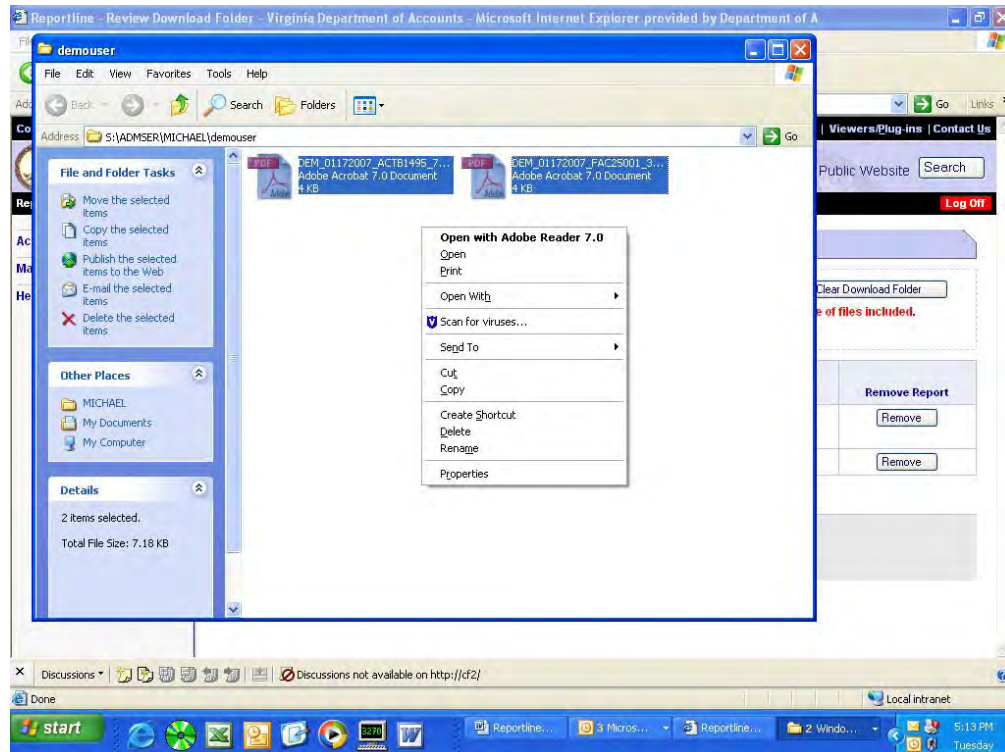 Reportline - Review Download Folder - Virginia Department of Accounts - Microsoft Internet Explorer provided by Department of A
demouser
File Edit View Favorites Tools Help
Back Search Folders
Address S:\ADMSER\MICHAEL\demouser Go
Go Links
Viewers/Plug-ins | Contact Us
Public Website Search
Log Off
File and Folder Tasks
Move the selected items
Copy the selected items
Publish the selected items to the Web
E-mail the selected items
Delete the selected items
Other Places
MICHAEL
My Documents
My Computer
Details
2 items selected.
Total File Size: 7.18 KB
PDF
Adobe
DEM_01172007_ACTB1495_7...
Adobe Acrobat 7.0 Document
4 KB
PDF
Adobe
DEM_01172007_FAC25001_3...
Adobe Acrobat 7.0 Document
4 KB
Open with Adobe Reader 7.0
Open
Print
Open With
Scan for viruses...
Send To
Cut
Copy
Create Shortcut
Delete
Rename
Properties
Clear Download Folder
e of files included.
Remove Report
Remove
Remove
Discussions Discussions not available on http://cf2/
Done Local intranet
start 3270 Reportline... 3 Micros... Reportline... 2 Windo... 5:13 PM
Tuesday